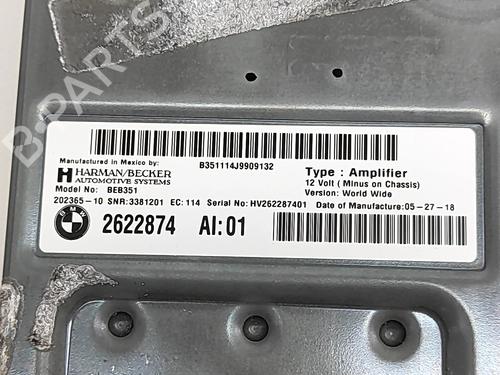 B-PARTS
Manufactured in Mexico by: B351114J9909132
HARMAN/BECKER
AUTOMOTIVE SYSTEMS
Type : Amplifier
12 Volt ( Minus on Chassis)
Model No: BEB351 Version: World Wide
202365-10 SNR:3381201 EC:114 Serial No: HV262287401 Date of Manufacture:05-27-18
BMW 2622874 AI:01